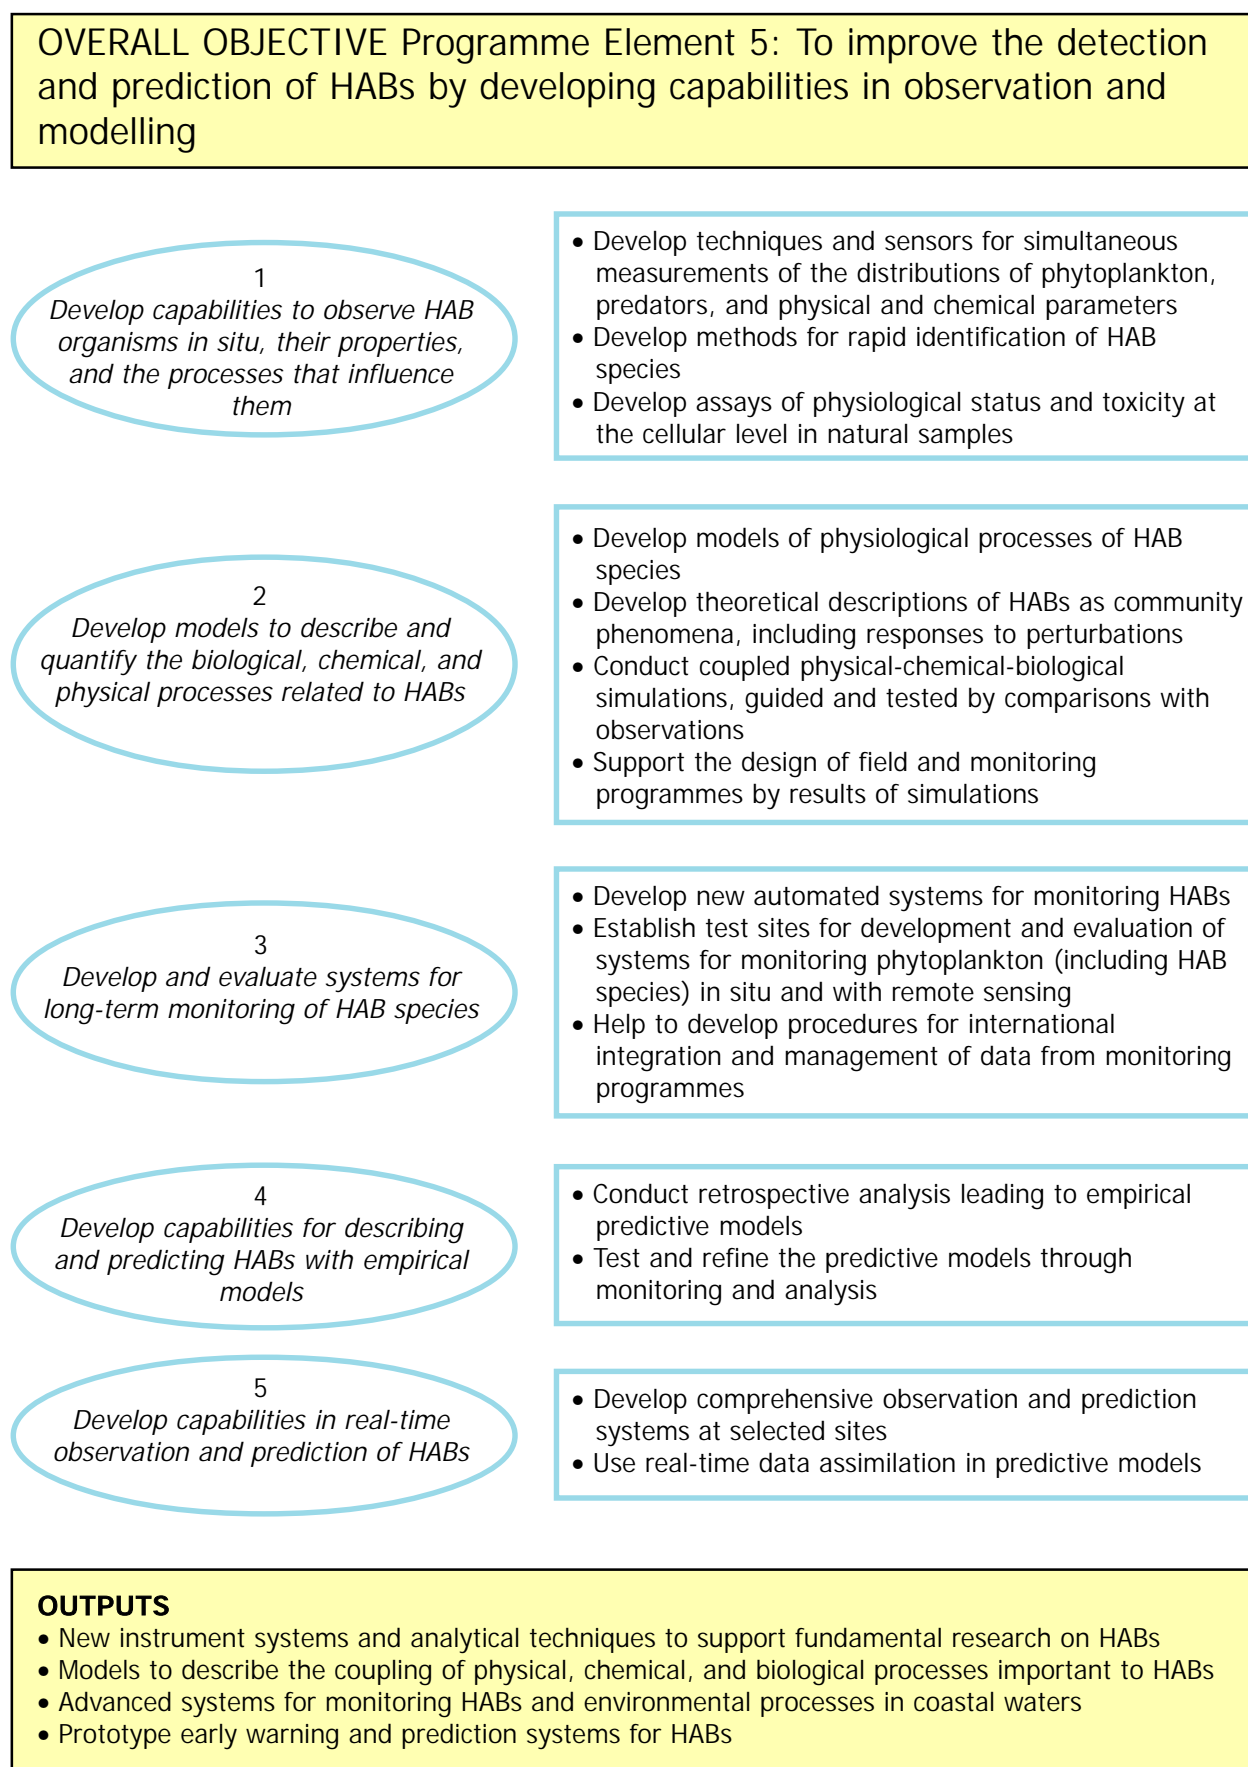 OVERALL OBJECTIVE Programme Element 5: To improve the detection
and prediction of HABs by developing capabilities in observation and
modelling
1
Develop capabilities to observe HAB
organisms in situ, their properties,
and the processes that influence
them
• Develop techniques and sensors for simultaneous
measurements of the distributions of phytoplankton,
predators, and physical and chemical parameters
• Develop methods for rapid identification of HAB
species
• Develop assays of physiological status and toxicity at
the cellular level in natural samples
2
Develop models to describe and
quantify the biological, chemical, and
physical processes related to HABs
• Develop models of physiological processes of HAB
species
• Develop theoretical descriptions of HABs as community
phenomena, including responses to perturbations
• Conduct coupled physical-chemical-biological
simulations, guided and tested by comparisons with
observations
• Support the design of field and monitoring
programmes by results of simulations
3
Develop and evaluate systems for
long-term monitoring of HAB species
• Develop new automated systems for monitoring HABs
• Establish test sites for development and evaluation of
systems for monitoring phytoplankton (including HAB
species) in situ and with remote sensing
• Help to develop procedures for international
integration and management of data from monitoring
programmes
4
Develop capabilities for describing
and predicting HABs with empirical
models
• Conduct retrospective analysis leading to empirical
predictive models
• Test and refine the predictive models through
monitoring and analysis
5
Develop capabilities in real-time
observation and prediction of HABs
• Develop comprehensive observation and prediction
systems at selected sites
• Use real-time data assimilation in predictive models
OUTPUTS
• New instrument systems and analytical techniques to support fundamental research on HABs
• Models to describe the coupling of physical, chemical, and biological processes important to HABs
• Advanced systems for monitoring HABs and environmental processes in coastal waters
• Prototype early warning and prediction systems for HABs